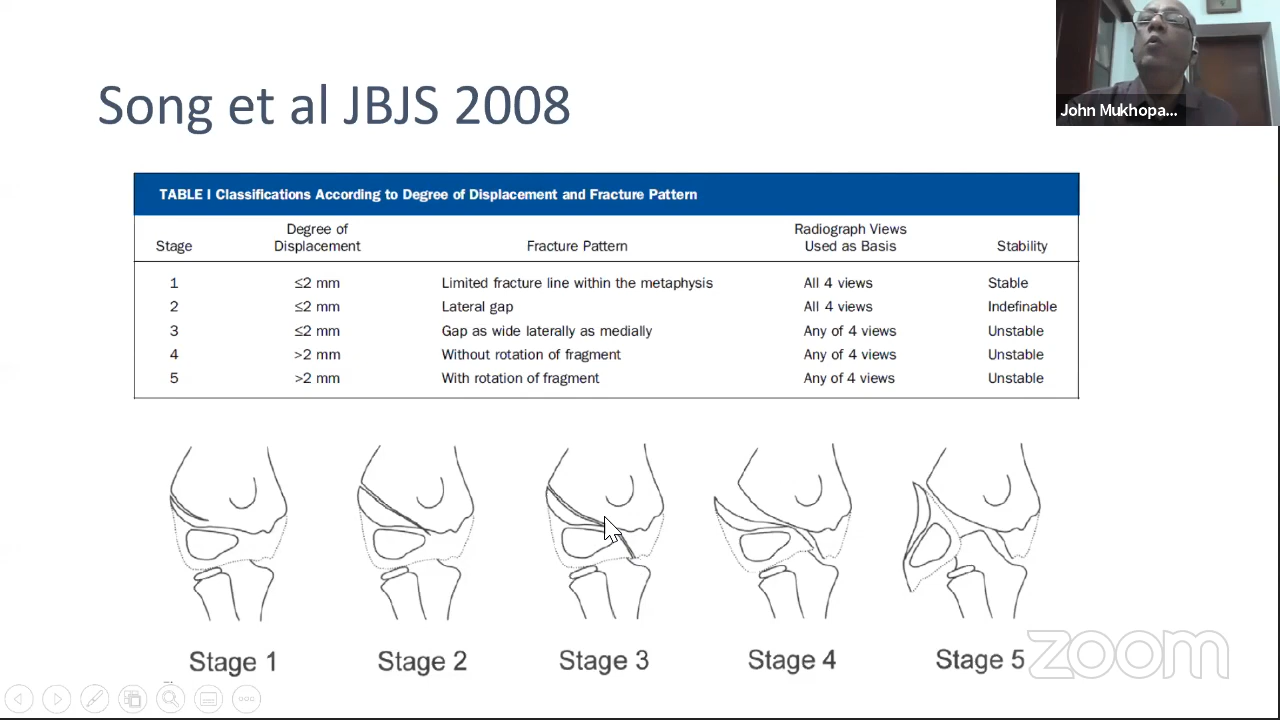 Song et al JBJS 2008
John Mukhopa...
TABLE I Classifications According to Degree of Displacement and Fracture Pattern
Stage Degree of Displacement Fracture Pattern Radiograph Views Used as Basis Stability
1 ≤2 mm Limited fracture line within the metaphysis All 4 views Stable
2 ≤2 mm Lateral gap All 4 views Indefinable
3 ≤2 mm Gap as wide laterally as medially Any of 4 views Unstable
4 >2 mm Without rotation of fragment Any of 4 views Unstable
5 >2 mm With rotation of fragment Any of 4 views Unstable
Stage 1 Stage 2 Stage 3 Stage 4 Stage 5
zoom